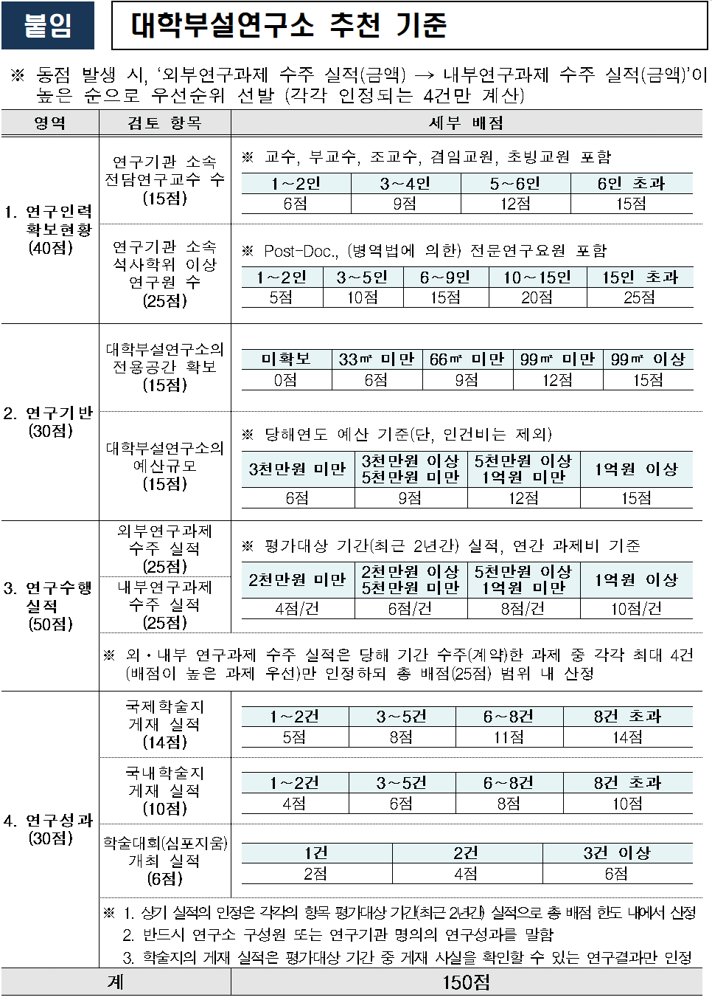 붙임
대학부설연구소 추천 기준
※ 동점 발생 시, ‘외부연구과제 수주 실적(금액) → 내부연구과제 수주 실적(금액)’이
높은 순으로 우선순위 선발 (각각 인정되는 4건만 계산)
영역 검토 항목 세부 배점
1. 연구인력
확보현황
(40점)
연구기관 소속
전담연구교수 수
(15점)
※ 교수, 부교수, 조교수, 겸임교원, 초빙교원 포함
1~2인 3~4인 5~6인 6인 초과
6점 9점 12점 15점
연구기관 소속
석사학위 이상
연구원 수
(25점)
※ Post-Doc., (병역법에 의한) 전문연구요원 포함
1~2인 3~5인 6~9인 10~15인 15인 초과
5점 10점 15점 20점 25점
2. 연구기반
(30점)
대학부설연구소의
전용공간 확보
(15점)
미확보 33㎡ 미만 66㎡ 미만 99㎡ 미만 99㎡ 이상
0점 6점 9점 12점 15점
대학부설연구소의
예산규모
(15점)
※ 당해연도 예산 기준(단, 인건비는 제외)
3천만원 미만 3천만원 이상 5천만원 이상 1억원 이상
5천만원 미만 1억원 미만
6점 9점 12점 15점
3. 연구수행
실적
(50점)
외부연구과제
수주 실적
(25점)
내부연구과제
수주 실적
(25점)
※ 평가대상 기간(최근 2년간) 실적, 연간 과제비 기준
2천만원 미만 2천만원 이상 5천만원 이상 1억원 이상
5천만원 미만 1억원 미만
4점/건 6점/건 8점/건 10점/건
※ 외·내부 연구과제 수주 실적은 당해 기간 수주(계약)한 과제 중 각각 최대 4건
(배점이 높은 과제 우선)만 인정하되 총 배점(25점) 범위 내 산정
4. 연구성과
(30점)
국제학술지
게재 실적
(14점)
1~2건 3~5건 6~8건 8건 초과
5점 8점 11점 14점
국내학술지
게재 실적
(10점)
1~2건 3~5건 6~8건 8건 초과
4점 6점 8점 10점
학술대회(심포지움)
개최 실적
(6점)
1건 2건 3건 이상
2점 4점 6점
※ 1. 상기 실적의 인정은 각각의 항목 평가대상 기간(최근 2년간) 실적으로 총 배점 한도 내에서 산정
2. 반드시 연구소 구성원 또는 연구기관 명의의 연구성과를 말함
3. 학술지의 게재 실적은 평가대상 기간 중 게재 사실을 확인할 수 있는 연구결과만 인정
계 150점